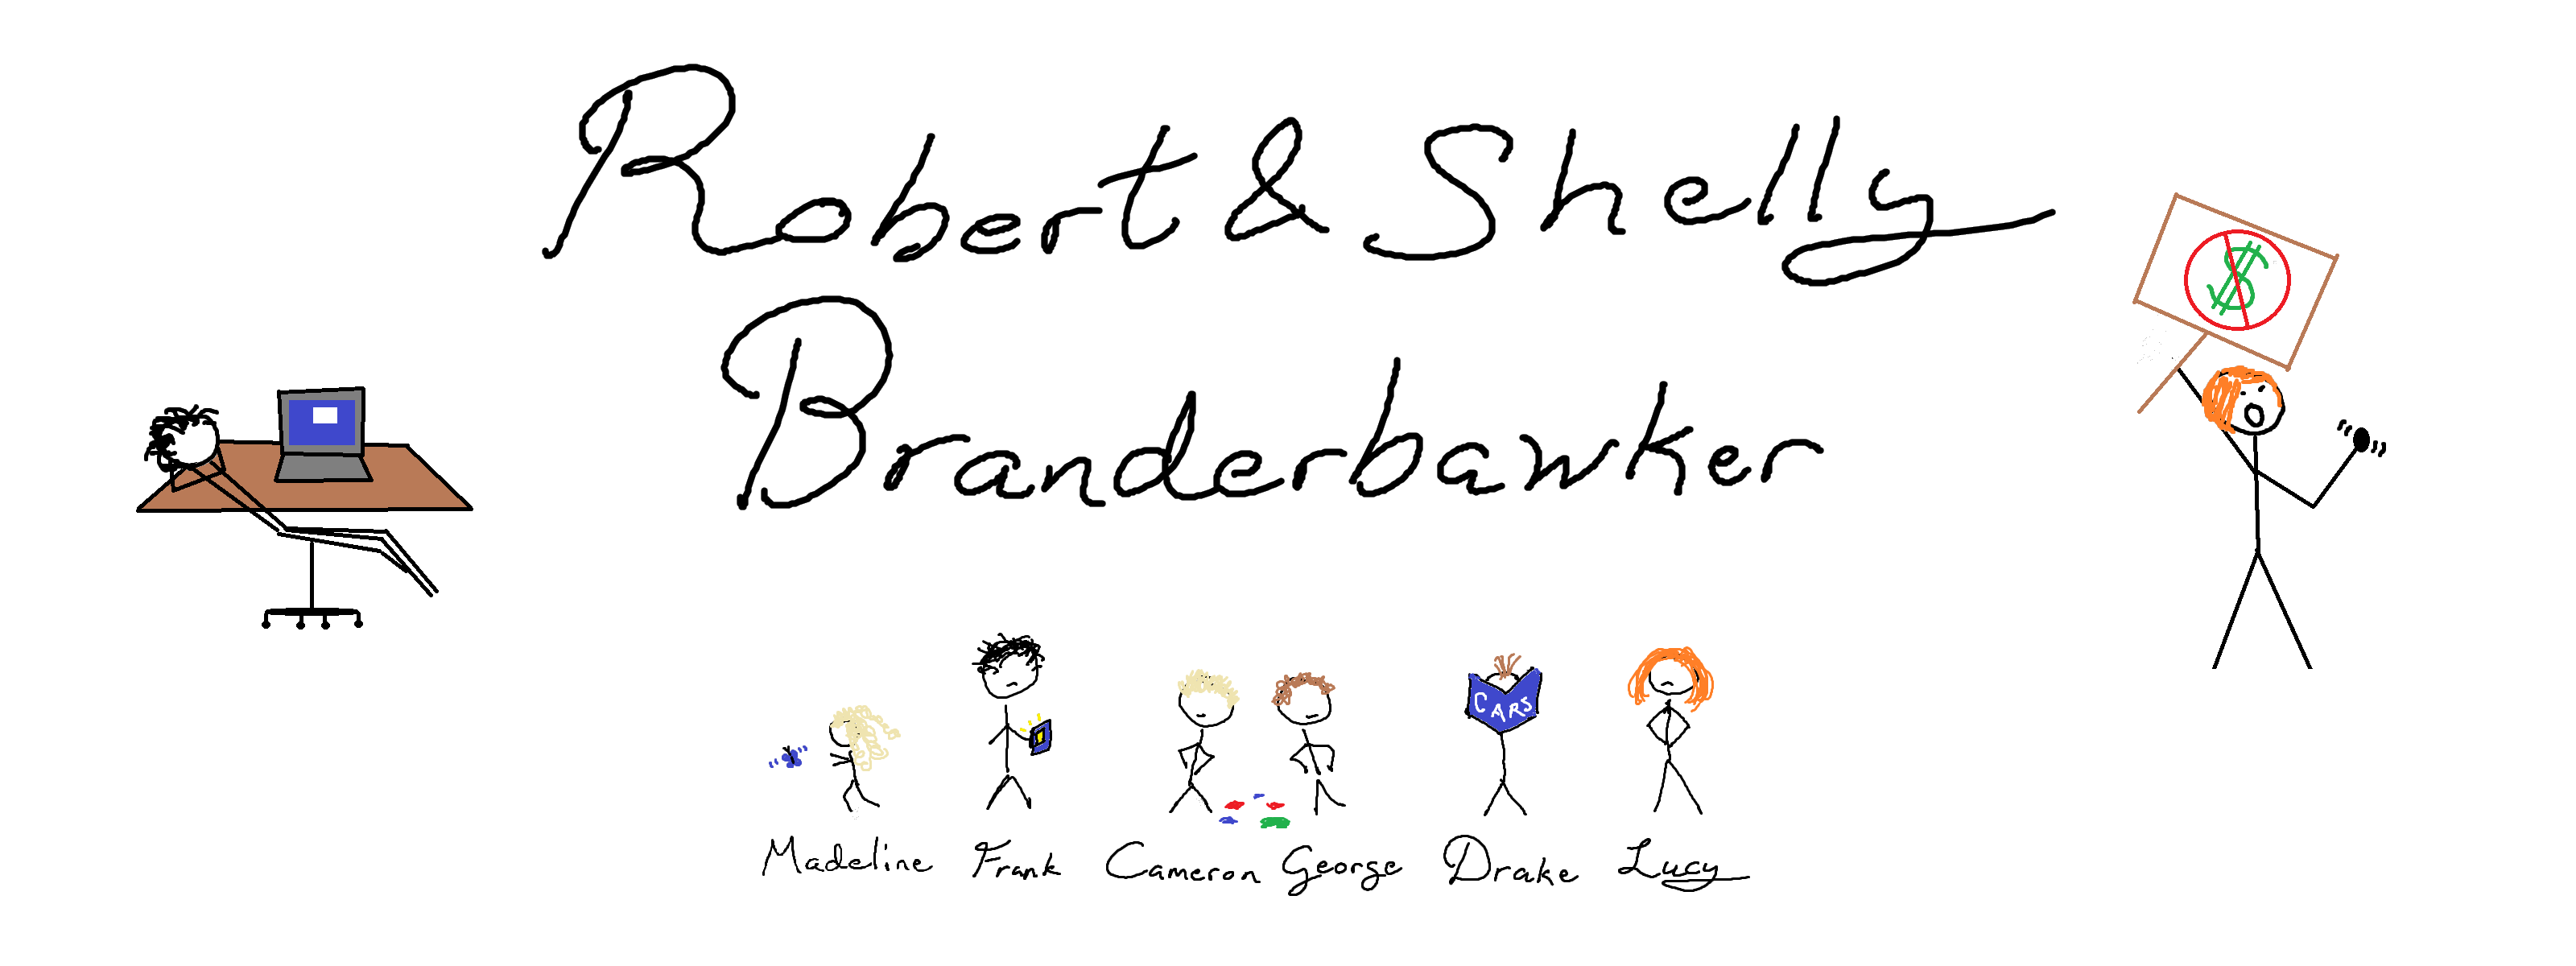 Robert & Shelly
Branderbawker
$
CARS
Madeline Frank Cameron George Drake Lucy